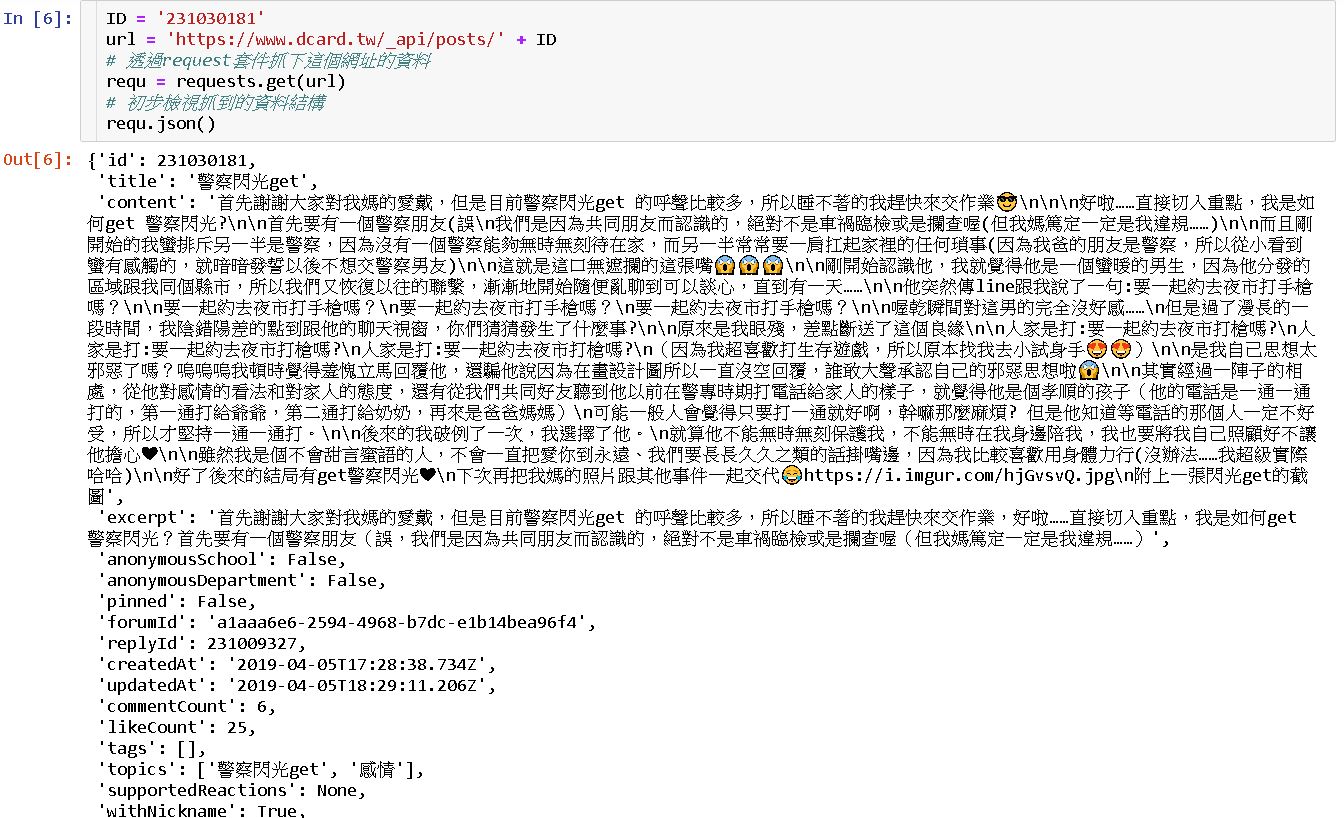 In [6]: ID = '231030181'
url = 'https://www.dcard.tw/_api/posts/' + ID
# 透過request套件抓下這個網址的資料
requ = requests.get(url)
# 初步檢視抓到的資料結構
requ.json()
Out[6]: {'id': 231030181,
'title': '警察閃光get',
'content': '首先謝謝大家對我媽的愛戴，但是目前警察閃光get 的呼聲比較多，所以睡不著的我趕快來交作業😎\n\n\n好啦……直接切入重點，我是如
何get 警察閃光?\n\n首先要有一個警察朋友(誤\n我們是因為共同朋友而認識的，絕對不是車禍臨檢或是攔查喔(但我媽篤定一定是我違規……)\n\n而且剛
開始的我蠻排斥另一半是警察，因為沒有一個警察能夠無時無刻待在家，而另一半常常要一肩扛起家裡的任何瑣事(因為我爸的朋友是警察，所以從小看到
蠻有感觸的，就暗暗發誓以後不想交警察男友)\n\n這就是這口無遮攔的這張嘴😱😱😱\n\n剛開始認識他，我就覺得他是一個蠻暖的男生，因為他分發的
區域跟我同個縣市，所以我們又恢復以往的聯繫，漸漸地開始隨便亂聊到可以談心，直到有一天……\n\n他突然傳line跟我說了一句:要一起約去夜市打手槍
嗎？\n\n要一起約去夜市打手槍嗎？\n要一起約去夜市打手槍嗎？\n要一起約去夜市打手槍嗎？\n\n喔乾瞬間對這男的完全沒好感……\n但是過了漫長的一
段時間，我陰錯陽差的點到跟他的聊天視窗，你們猜猜發生了什麼事?\n\n原來是我眼殘，差點斷送了這個良緣\n\n人家是打:要一起約去夜市打槍嗎?\n人
家是打:要一起約去夜市打槍嗎?\n人家是打:要一起約去夜市打槍嗎?\n（因為我超喜歡打生存遊戲，所以原本找我去小試身手😍😍）\n\n是我自己思想太
邪惡了嗎？嗚嗚嗚我頓時覺得羞愧立馬回覆他，還騙他說因為在畫設計圖所以一直沒空回覆，誰敢大聲承認自己的邪惡思想啦😱\n\n其實經過一陣子的相
處，從他對感情的看法和對家人的態度，還有從我們共同好友聽到他以前在警專時期打電話給家人的樣子，就覺得他是個孝順的孩子（他的電話是一通一通
打的，第一通打給爺爺，第二通打給奶奶，再來是爸爸媽媽）\n可能一般人會覺得只要打一通就好啊，幹嘛那麼麻煩? 但是他知道等電話的那個人一定不好
受，所以才堅持一通一通打。\n\n後來的我破例了一次，我選擇了他。\n就算他不能無時無刻保護我，不能無時在我身邊陪我，我也要將我自己照顧好不讓
他擔心♥\n\n雖然我是個不會甜言蜜語的人，不會一直把愛你到永遠、我們要長長久久之類的話掛嘴邊，因為我比較喜歡用身體力行(沒辦法……我超級實際
哈哈)\n\n好了後來的結局有get警察閃光♥\n下次再把我媽的照片跟其他事件一起交代😂https://i.imgur.com/hjGvsvQ.jpg\n附上一張閃光get的截
圖',
'excerpt': '首先謝謝大家對我媽的愛戴，但是目前警察閃光get 的呼聲比較多，所以睡不著的我趕快來交作業，好啦……直接切入重點，我是如何get
警察閃光？首先要有一個警察朋友（誤，我們是因為共同朋友而認識的，絕對不是車禍臨檢或是攔查喔（但我媽篤定一定是我違規……）',
'anonymousSchool': False,
'anonymousDepartment': False,
'pinned': False,
'forumId': 'a1aaa6e6-2594-4968-b7dc-e1b14bea96f4',
'replyId': 231009327,
'createdAt': '2019-04-05T17:28:38.734Z',
'updatedAt': '2019-04-05T18:29:11.206Z',
'commentCount': 6,
'likeCount': 25,
'tags': [],
'topics': ['警察閃光get', '感情'],
'supportedReactions': None,
'withNickname': True,